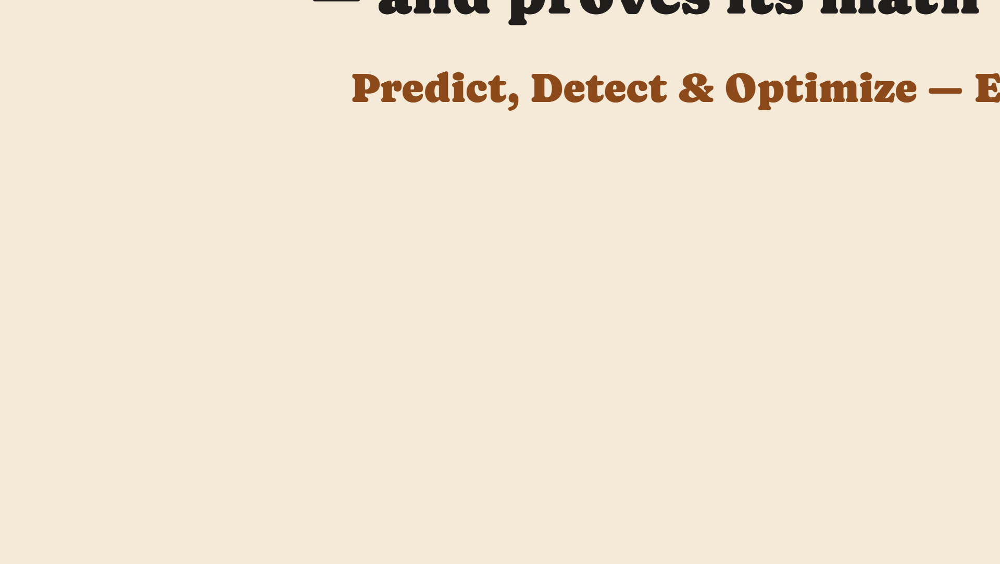 — and proves its math
Predict, Detect & Optimize — E